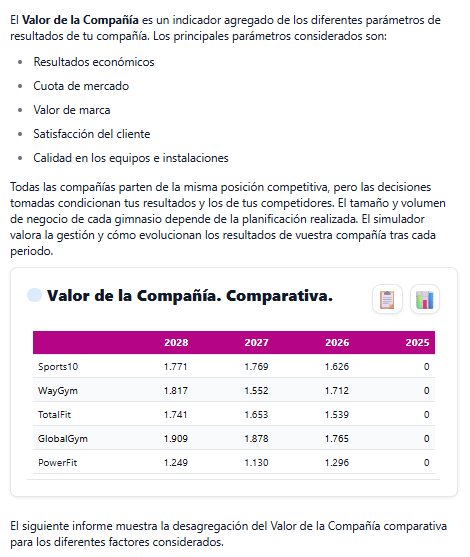 El Valor de la Compañía es un indicador agregado de los diferentes parámetros de
resultados de tu compañía. Los principales parámetros considerados son:
• Resultados económicos
• Cuota de mercado
• Valor de marca
• Satisfacción del cliente
• Calidad en los equipos e instalaciones
Todas las compañías parten de la misma posición competitiva, pero las decisiones
tomadas condicionan tus resultados y los de tus competidores. El tamaño y volumen
de negocio de cada gimnasio depende de la planificación realizada. El simulador
valora la gestión y cómo evolucionan los resultados de vuestra compañía tras cada
periodo.
Valor de la Compañía. Comparativa.
2028 2027 2026 2025
Sports10 1.771 1.769 1.626 0
WayGym 1.817 1.552 1.712 0
TotalFit 1.741 1.653 1.539 0
GlobalGym 1.909 1.878 1.765 0
PowerFit 1.249 1.130 1.296 0
El siguiente informe muestra la desagregación del Valor de la Compañía comparativa
para los diferentes factores considerados.